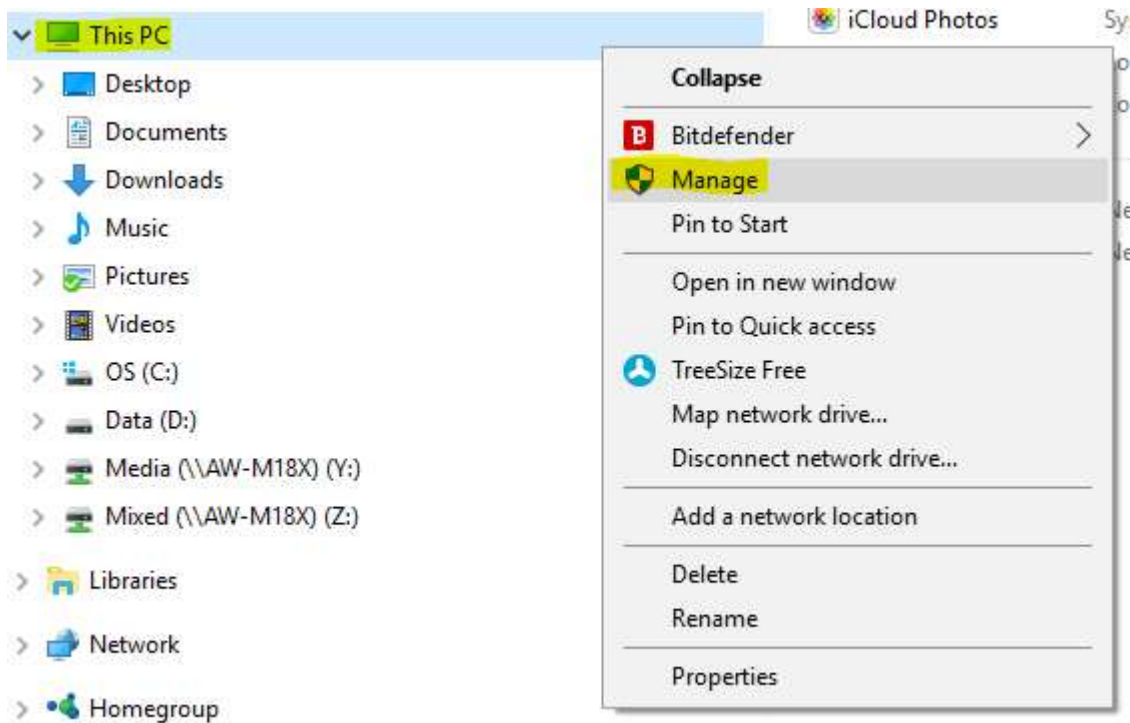 This PC
Desktop
Documents
Downloads
Music
Pictures
Videos
OS (C:)
Data (D:)
Media (\\AW-M18X) (Y:)
Mixed (\\AW-M18X) (Z:)
Libraries
Network
Homegroup
iCloud Photos
Sy
Collapse
Bitdefender
Manage
Pin to Start
Open in new window
Pin to Quick access
TreeSize Free
Map network drive...
Disconnect network drive...
Add a network location
Delete
Rename
Properties